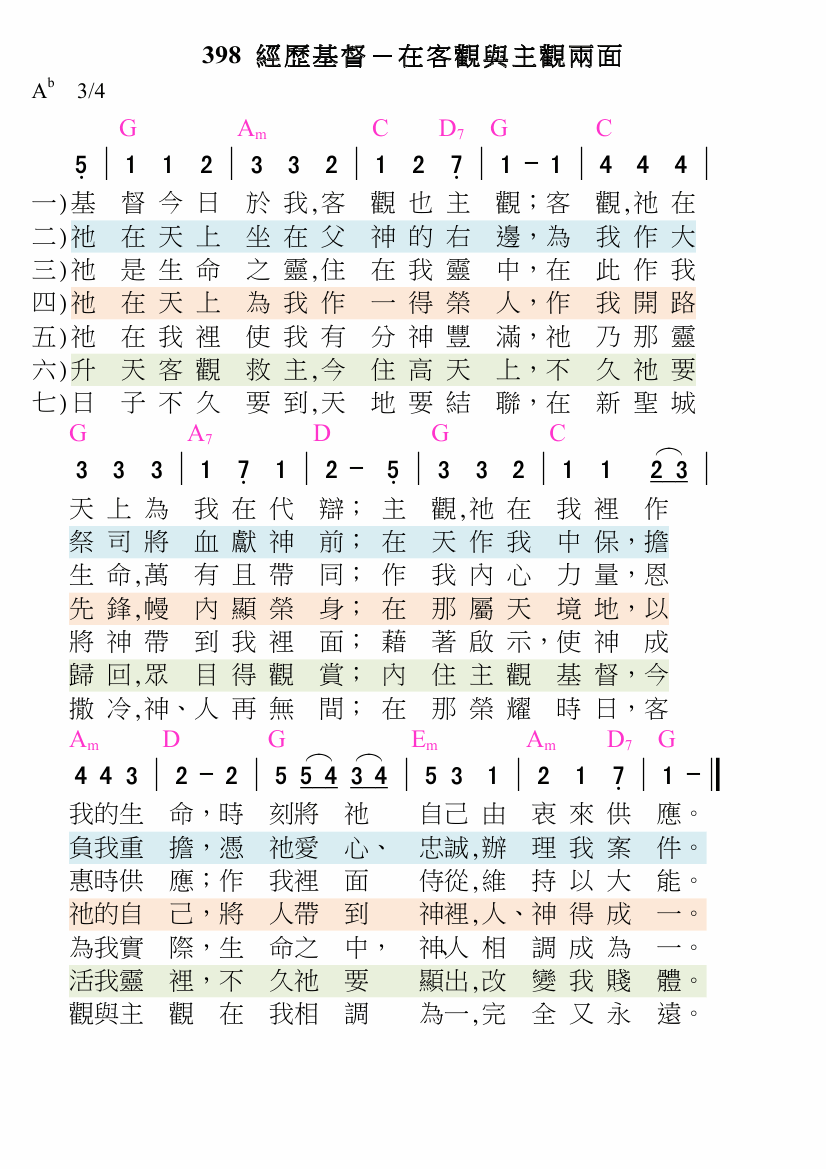 398 經歷基督－在客觀與主觀兩面
A♭ 3/4
G Am C D7 G C
5̣ | 1 1 2 | 3 3 2 | 1 2 7̣ | 1 － 1 | 4 4 4 |
一)基督今日於我,客觀也主觀；客觀,祂在
二)祂在天上坐在父神的右邊，為我作大
三)祂是生命之靈,住在我靈中，在此作我
四)祂在天上為我作一得榮人，作我開路
五)祂在我裡使我有分神豐滿，祂乃那靈
六)升天客觀救主,今住高天上，不久祂要
七)日子不久要到,天地要結聯，在新聖城
G A7 D G C
3 3 3 | 1 7̣ 1 | 2 － 5̣ | 3 3 2 | 1 1 2 3 |
天上為我在代辯；主觀,祂在我裡作
祭司將血獻神前；在天作我中保，擔
生命,萬有且帶同；作我內心力量，恩
先鋒,幔內顯榮身；在那屬天境地，以
將神帶到我裡面；藉著啟示，使神成
歸回,眾目得觀賞；內住主觀基督，今
撒冷,神、人再無間；在那榮耀時日，客
Am D G Em Am D7 G
4 4 3 | 2 － 2 | 5 5 4 3 4 | 5 3 1 | 2 1 7̣ | 1 － ‖
我的生命，時刻將祂自己由衷來供應。
負我重擔，憑祂愛心、忠誠,辦理我案件。
惠時供應；作我裡面侍從,維持以大能。
祂的自己，將人帶到神裡,人、神得成一。
為我實際，生命之中，神、人相調成為一。
活我靈裡，不久祂要顯出,改變我賤體。
觀與主觀在我相調為一,完全又永遠。